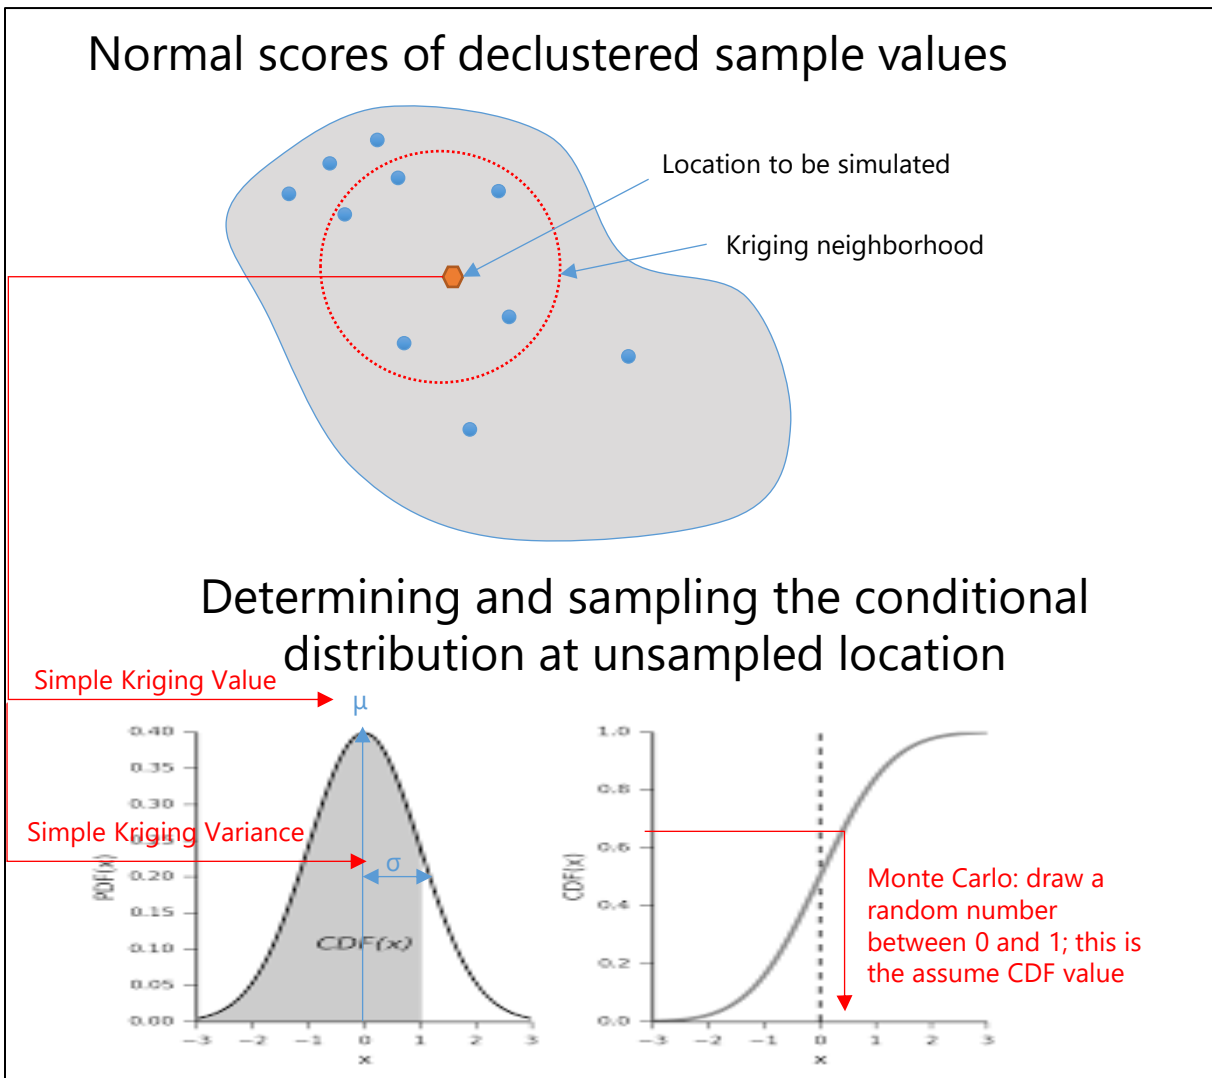 Normal scores of declustered sample values
Location to be simulated
Kriging neighborhood
Determining and sampling the conditional
distribution at unsampled location
Simple Kriging Value
μ
0.40
0.35
0.30
Simple Kriging Variance
0.25
0.20
σ
0.15
0.10
0.05
0.00
PDF(x)
CDF(x)
-3 -2 -1 0 1 2 3
x
1.0
0.8
0.6
0.4
0.2
0.0
CDF(x)
-3 -2 -1 0 1 2 3
x
Monte Carlo: draw a
random number
between 0 and 1; this is
the assume CDF value